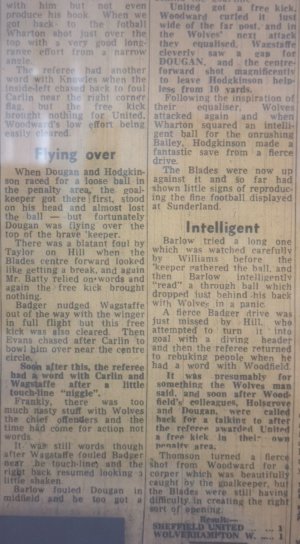 with him but not even
produce his book. When we
got back to the fotball
Wharton shot just over the
top with a very good long-
range effort from a narrow
angle.
The referee had another
word with Knowles when the
inside-left chased back to foul
Carlin near the right corner
flag, but the free kick
brought nothing for United,
Woodward's low effort being
easily cleared.
Flying over
When Dougan and Hodgkin-
son raced for a loose ball in
the penalty area, the goal-
keeper got there first, stood
on his head and almost lost
the ball — but fortunately
Dougan was flying over the
top of the brave 'keeper.
There was a blatant foul by
Taylor on Hill when the
Blades centre forward looked
like getting a break, and again
Mr. Batty relied on words and
again the free kick brought
nothing.
Badger nudged Wagstaffe
out of the way with the winger
in full flight but this free
kick was also cleared. Then
Evans chased after Carlin to
bowl him over near the centre
circle.
Soon after this, the referee
had a word with Carlin and
Wagstaffe after a little
touch-line "niggle".
Frankly, there was too
much nasty stuff with Wolves
the chief offenders and the
time had come for action not
words.
It was still words though
after Wagstaffe fouled Badger
near the touch-line and the
right back resumed looking a
little shaken.
Barlow fouled Dougan in
midfield and he too got a
United got a free kick,
Woodward curled it just
wide of the far post, and in
the Wolves' next attack
they equalised, Wagstaffe
cleverly saw a gap for
DOUGAN, and the centre-
forward shot magnificently
to leave Hodgkinson help-
less from 10 yards.
Following the inspiration of
their equaliser, Wolves
attacked again and when
Wharton squared an intelli-
gent ball for the onrushing
Bailey, Hodgkinson made a
fantastic save from a fierce
drive.
The Blades were now up
against it and so far had
shown little signs of reproduc-
ing the fine football displayed
at Sunderland.
Intelligent
Barlow tried a long
one which was watched carefully
by Williams before the
'keeper gathered the ball, and
then Barlow intelligently
"read" a through ball which
dropped just behind his back
with Wolves in a panic.
A fierce Badger drive was
just missed by Hill, who
attempted to turn it into
goal with a diving header
and then the referee returned
to rebuking people when he
had a word with Woodfield.
It was presumably for
something the Wolves man
said, and soon after Wood-
field's colleagues, Holsgrove
and Dougan, were called
back for a talking to after
the referee awarded United
a free kick in their own
penalty area.
Thomson turned a fierce
shot from Woodward for a
corner which was beautifully
caught by the goalkeeper, but
the Blades were still having
difficulty in creating the right
sort of opening.
Result:—
SHEFFIELD UNITED ... 1
WOLVERHAMPTON W. ... 1